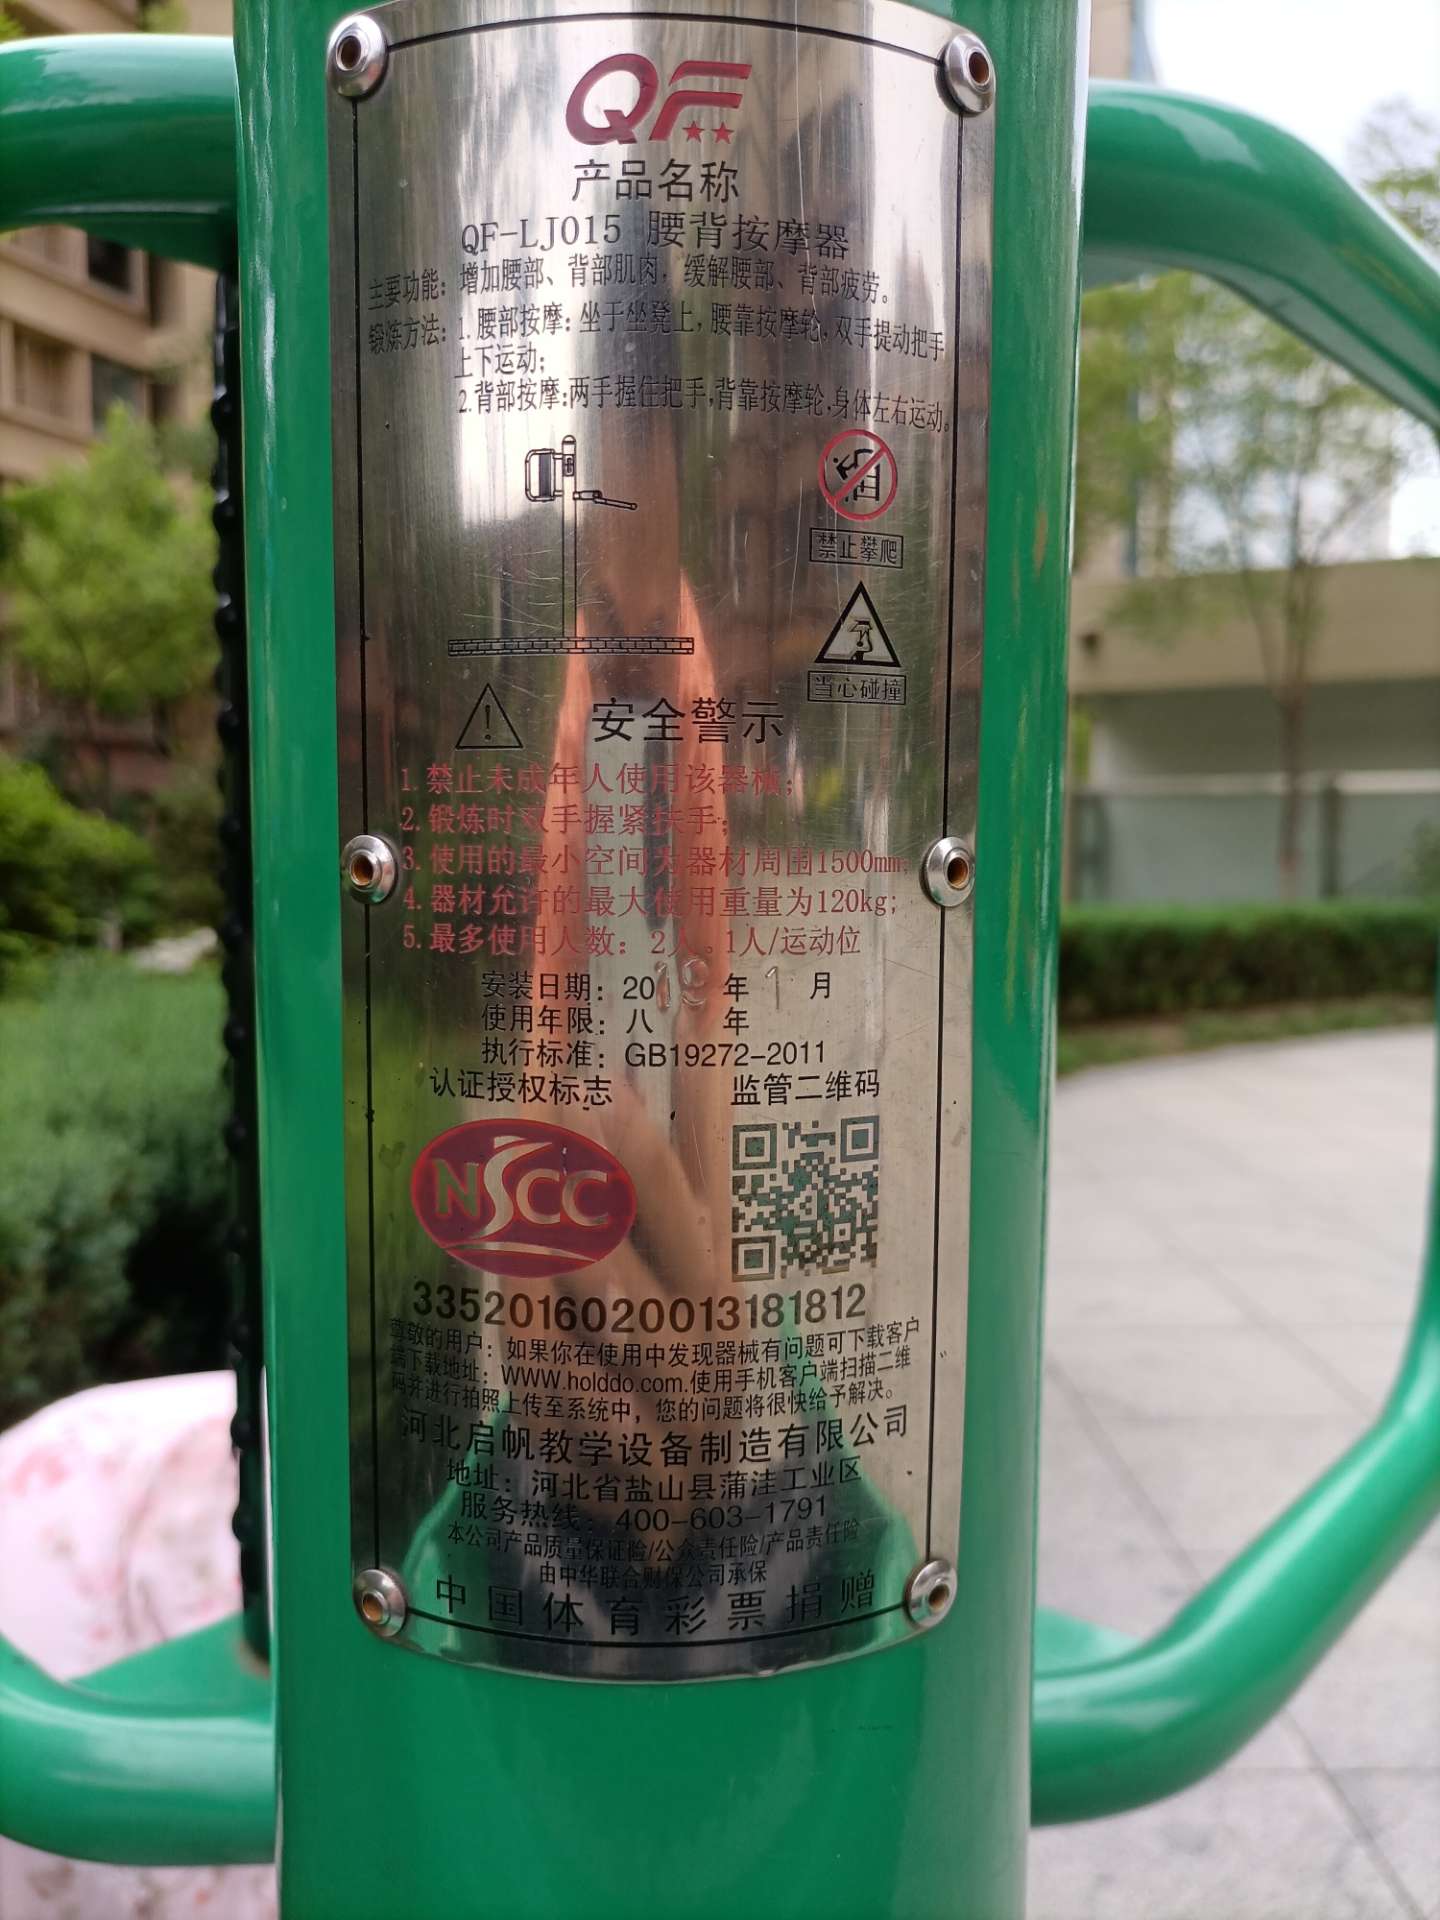 QF
产品名称
QF-LJ015 腰背按摩器
主要功能：增加腰部、背部肌肉，缓解腰部、背部疲劳。
锻炼方法：1.腰部按摩：坐于坐凳上，腰靠按摩轮，双手提动把手
上下运动；
2.背部按摩：两手握住把手，背靠按摩轮，身体左右运动。
禁止攀爬
当心碰撞
安全警示
1.禁止未成年人使用该器械；
2.锻炼时双手握紧扶手；
3.使用的最小空间为器材周围1500mm；
4.器材允许的最大使用重量为120kg；
5.最多使用人数：2人。1人/运动位
安装日期：2019年1月
使用年限：八 年
执行标准：GB19272-2011
认证授权标志 监管二维码
NSCC
3352016020013181812
尊敬的用户：如果你在使用中发现器械有问题可下载客户
端下载地址：WWW.holddo.com.使用手机客户端扫描二维
码并进行拍照上传至系统中，您的问题将很快给予解决。
河北启帆教学设备制造有限公司
地址：河北省盐山县蒲洼工业区
服务热线：400-603-1791
本公司产品质量保证险/公众责任险/产品责任险
由中华联合财保公司承保
中国体育彩票捐赠